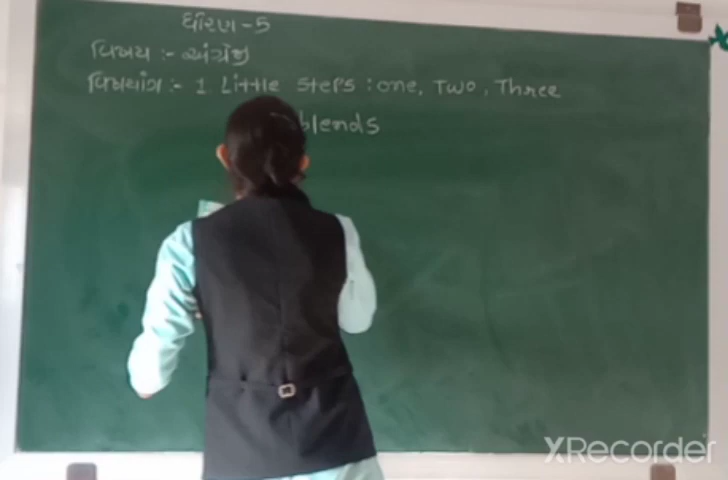 ધોરણ-5
વિષય :- અંગ્રેજી
વિષયાંગ :- 1 Little steps : one, Two, Three
blends
XRecorder